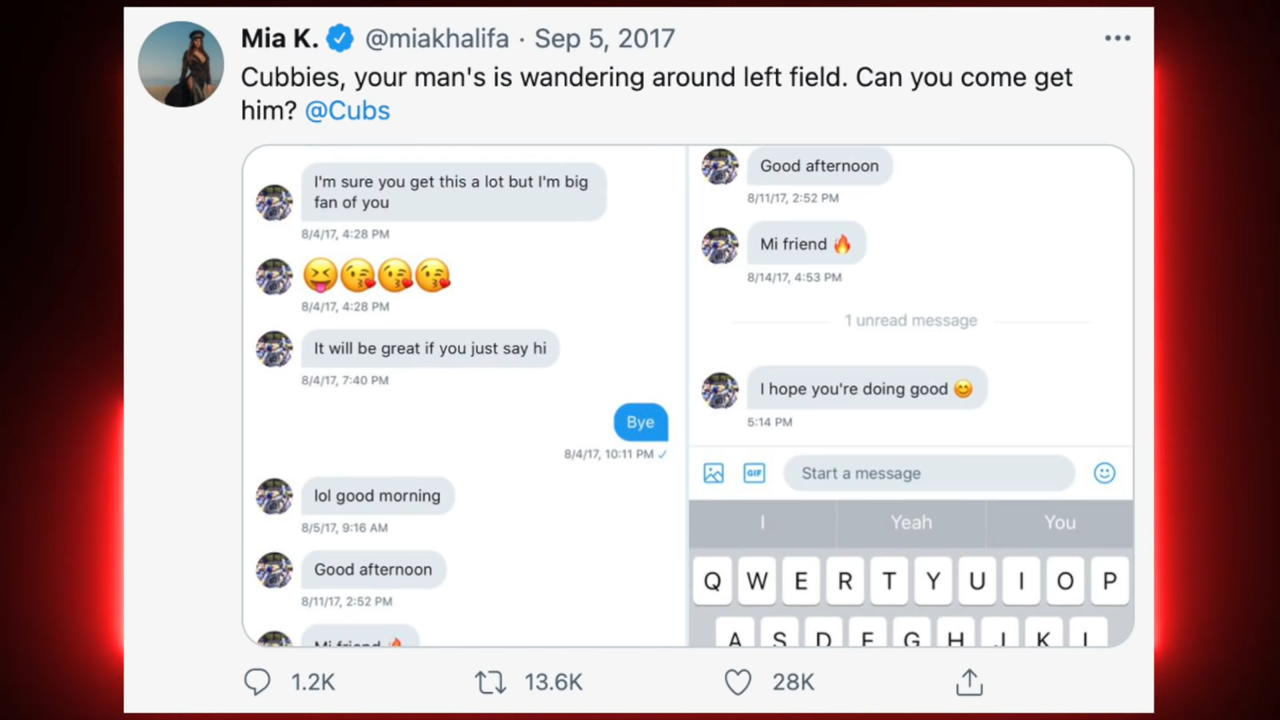 Mia K. @miakhalifa · Sep 5, 2017
Cubbies, your man's is wandering around left field. Can you come get
him? @Cubs
I'm sure you get this a lot but I'm big
fan of you
8/4/17, 4:28 PM
😝😘😘😘
8/4/17, 4:28 PM
It will be great if you just say hi
8/4/17, 7:40 PM
Bye
8/4/17, 10:11 PM ✓
lol good morning
8/5/17, 9:16 AM
Good afternoon
8/11/17, 2:52 PM
Mi friend 🔥
Good afternoon
8/11/17, 2:52 PM
Mi friend 🔥
8/14/17, 4:53 PM
1 unread message
I hope you're doing good 😊
5:14 PM
GIF Start a message
I Yeah You
Q W E R T Y U I O P
A S D F G H J K L
1.2K 13.6K 28K